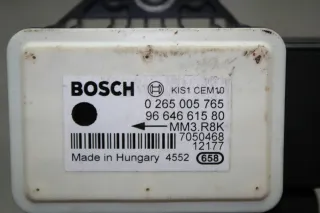 BOSCH KIS1 CEM10
0 265 005 765
96 646 615 80
MM3.R8K
7050468
12177
Made in Hungary 4552 658